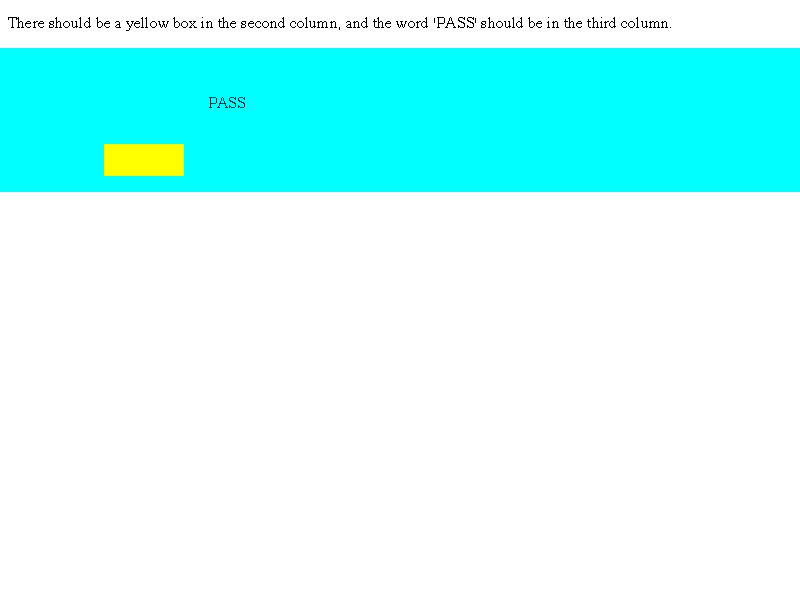 There should be a yellow box in the second column, and the word 'PASS' should be in the third column.
PASS